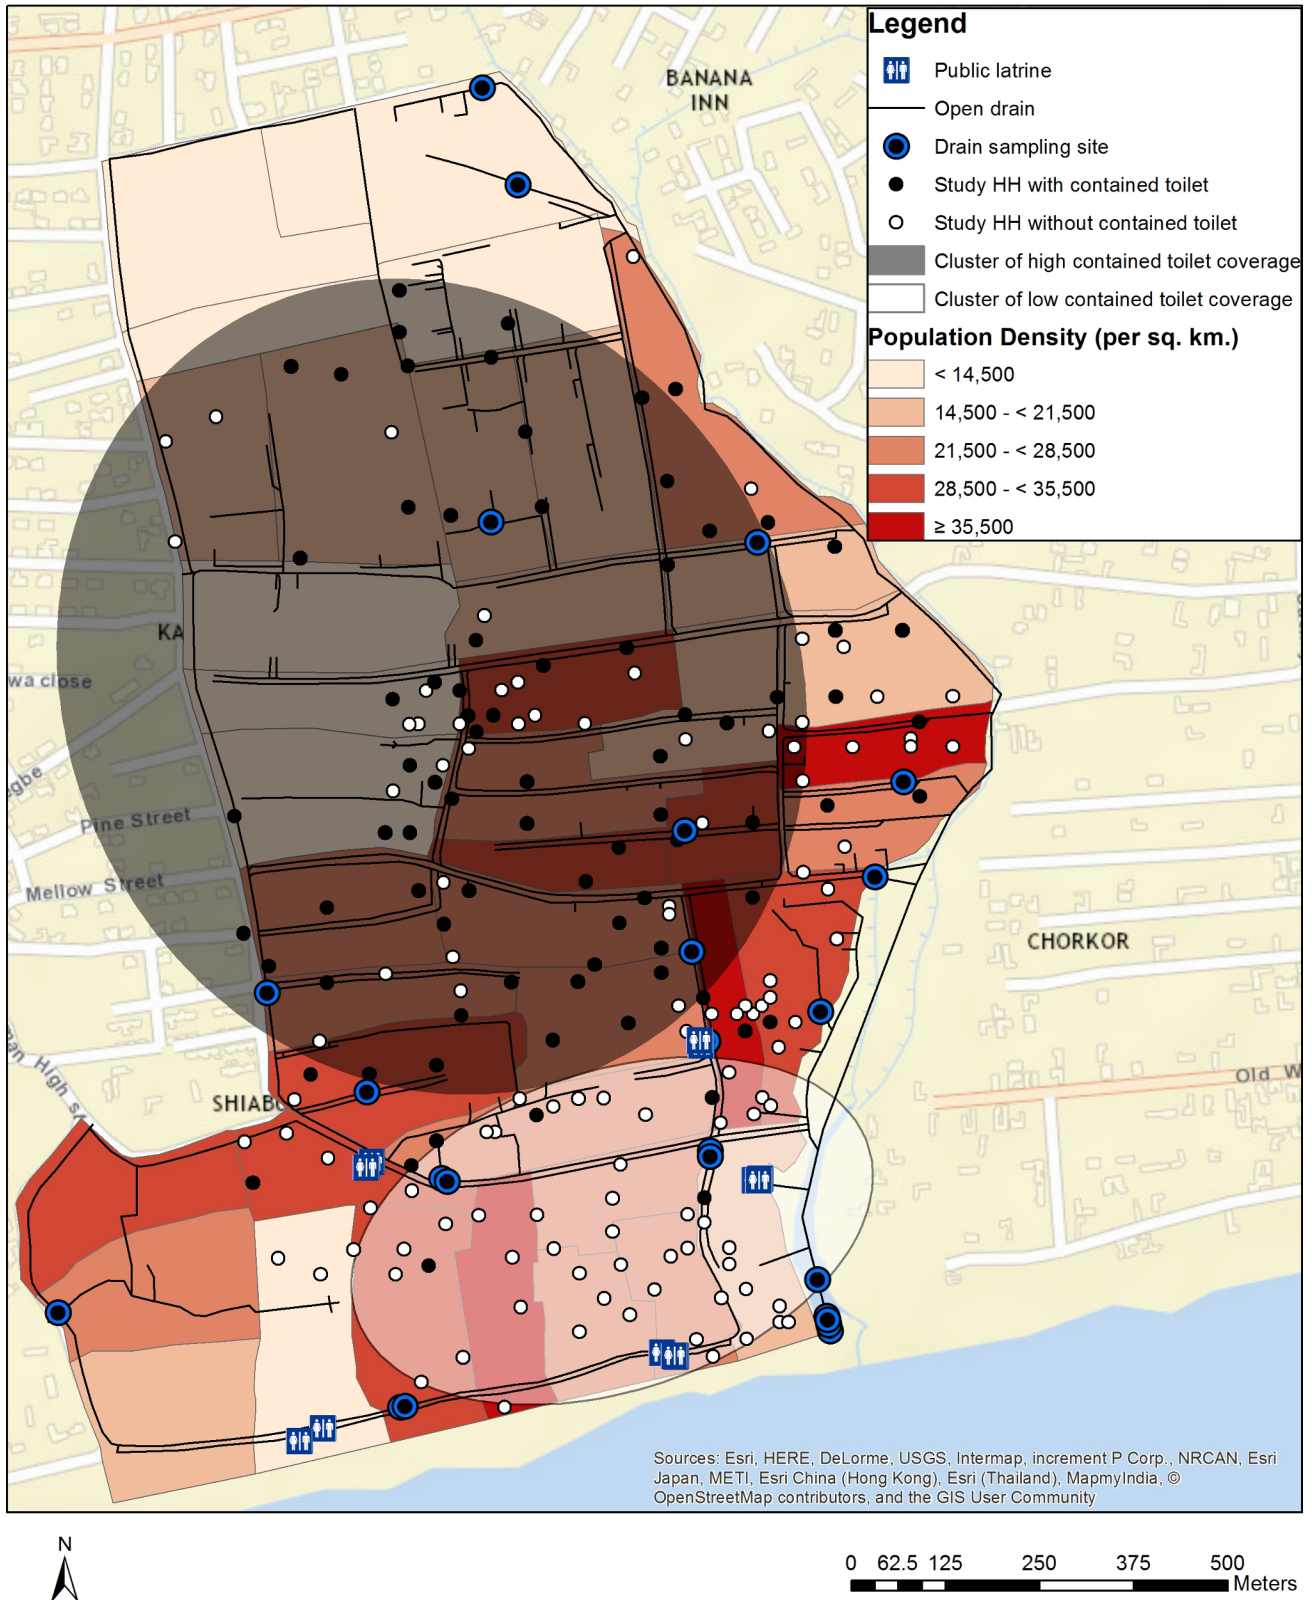 Legend
Public latrine
Open drain
Drain sampling site
Study HH with contained toilet
Study HH without contained toilet
Cluster of high contained toilet coverage
Cluster of low contained toilet coverage
Population Density (per sq. km.)
< 14,500
14,500 - < 21,500
21,500 - < 28,500
28,500 - < 35,500
≥ 35,500
BANANA
INN
KA
wa close
egbe
Pine Street
Mellow Street
CHORKOR
an High st
SHIABU
Old W
Sources: Esri, HERE, DeLorme, USGS, Intermap, increment P Corp., NRCAN, Esri
Japan, METI, Esri China (Hong Kong), Esri (Thailand), MapmyIndia, ©
OpenStreetMap contributors, and the GIS User Community
N
0 62.5 125 250 375 500
Meters